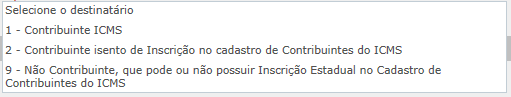 Selecione o destinatário
1 - Contribuinte ICMS
2 - Contribuinte isento de Inscrição no cadastro de Contribuintes do ICMS
9 - Não Contribuinte, que pode ou não possuir Inscrição Estadual no Cadastro de
Contribuintes do ICMS